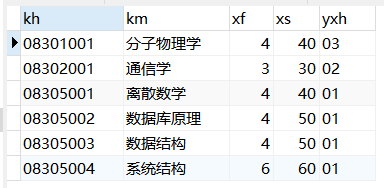 kh km xf xs yxh
08301001 分子物理学 4 40 03
08302001 通信学 3 30 02
08305001 离散数学 4 40 01
08305002 数据库原理 4 50 01
08305003 数据结构 4 50 01
08305004 系统结构 6 60 01